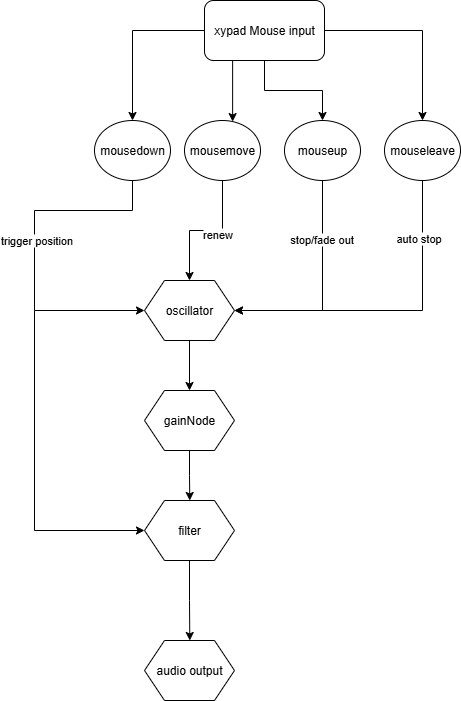 xypad Mouse input
mousedown
mousemove
mouseup
mouseleave
trigger position
renew
stop/fade out
auto stop
oscillator
gainNode
filter
audio output